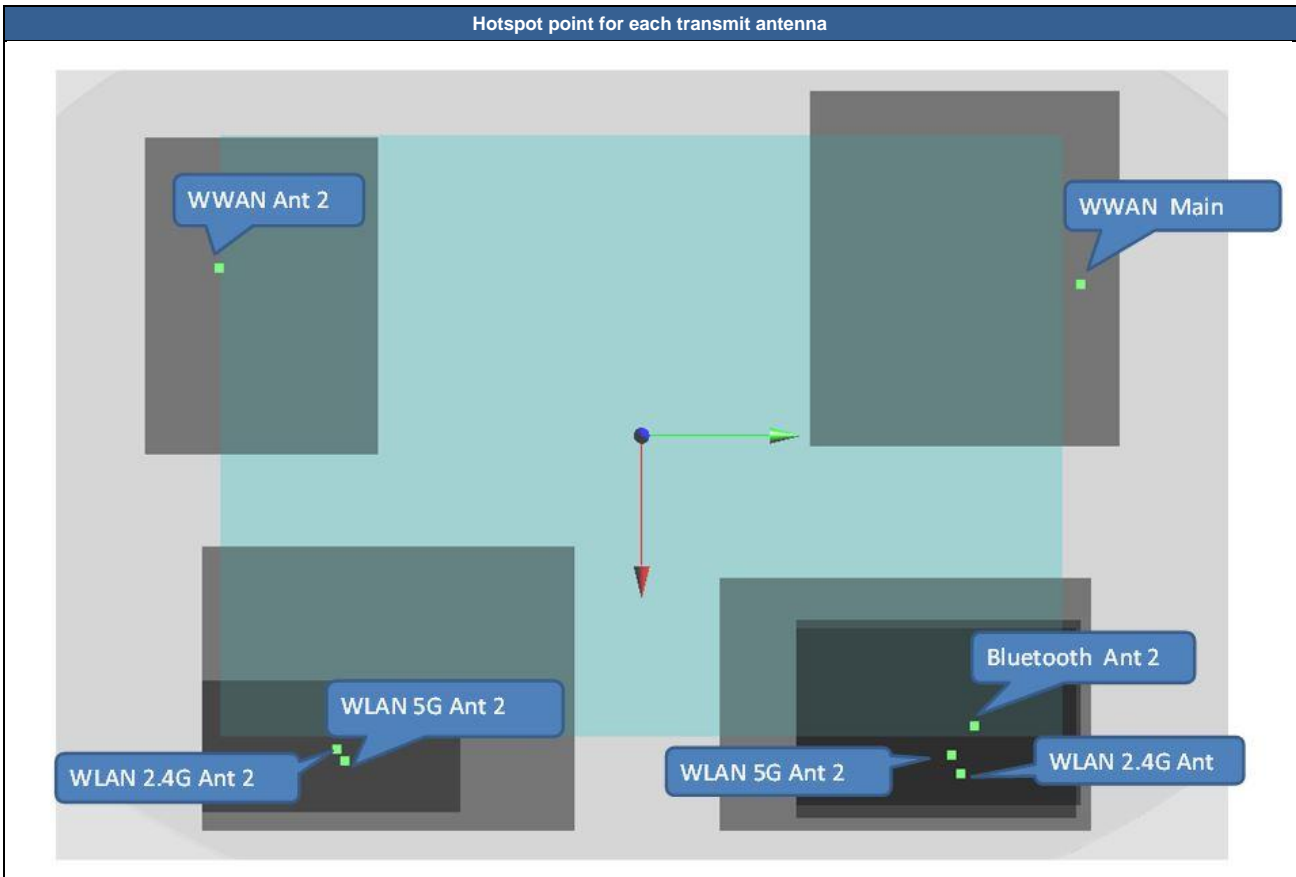 Hotspot point for each transmit antenna
WWAN Ant 2
WWAN Main
Bluetooth Ant 2
WLAN 5G Ant 2
WLAN 2.4G Ant 2
WLAN 5G Ant 2
WLAN 2.4G Ant